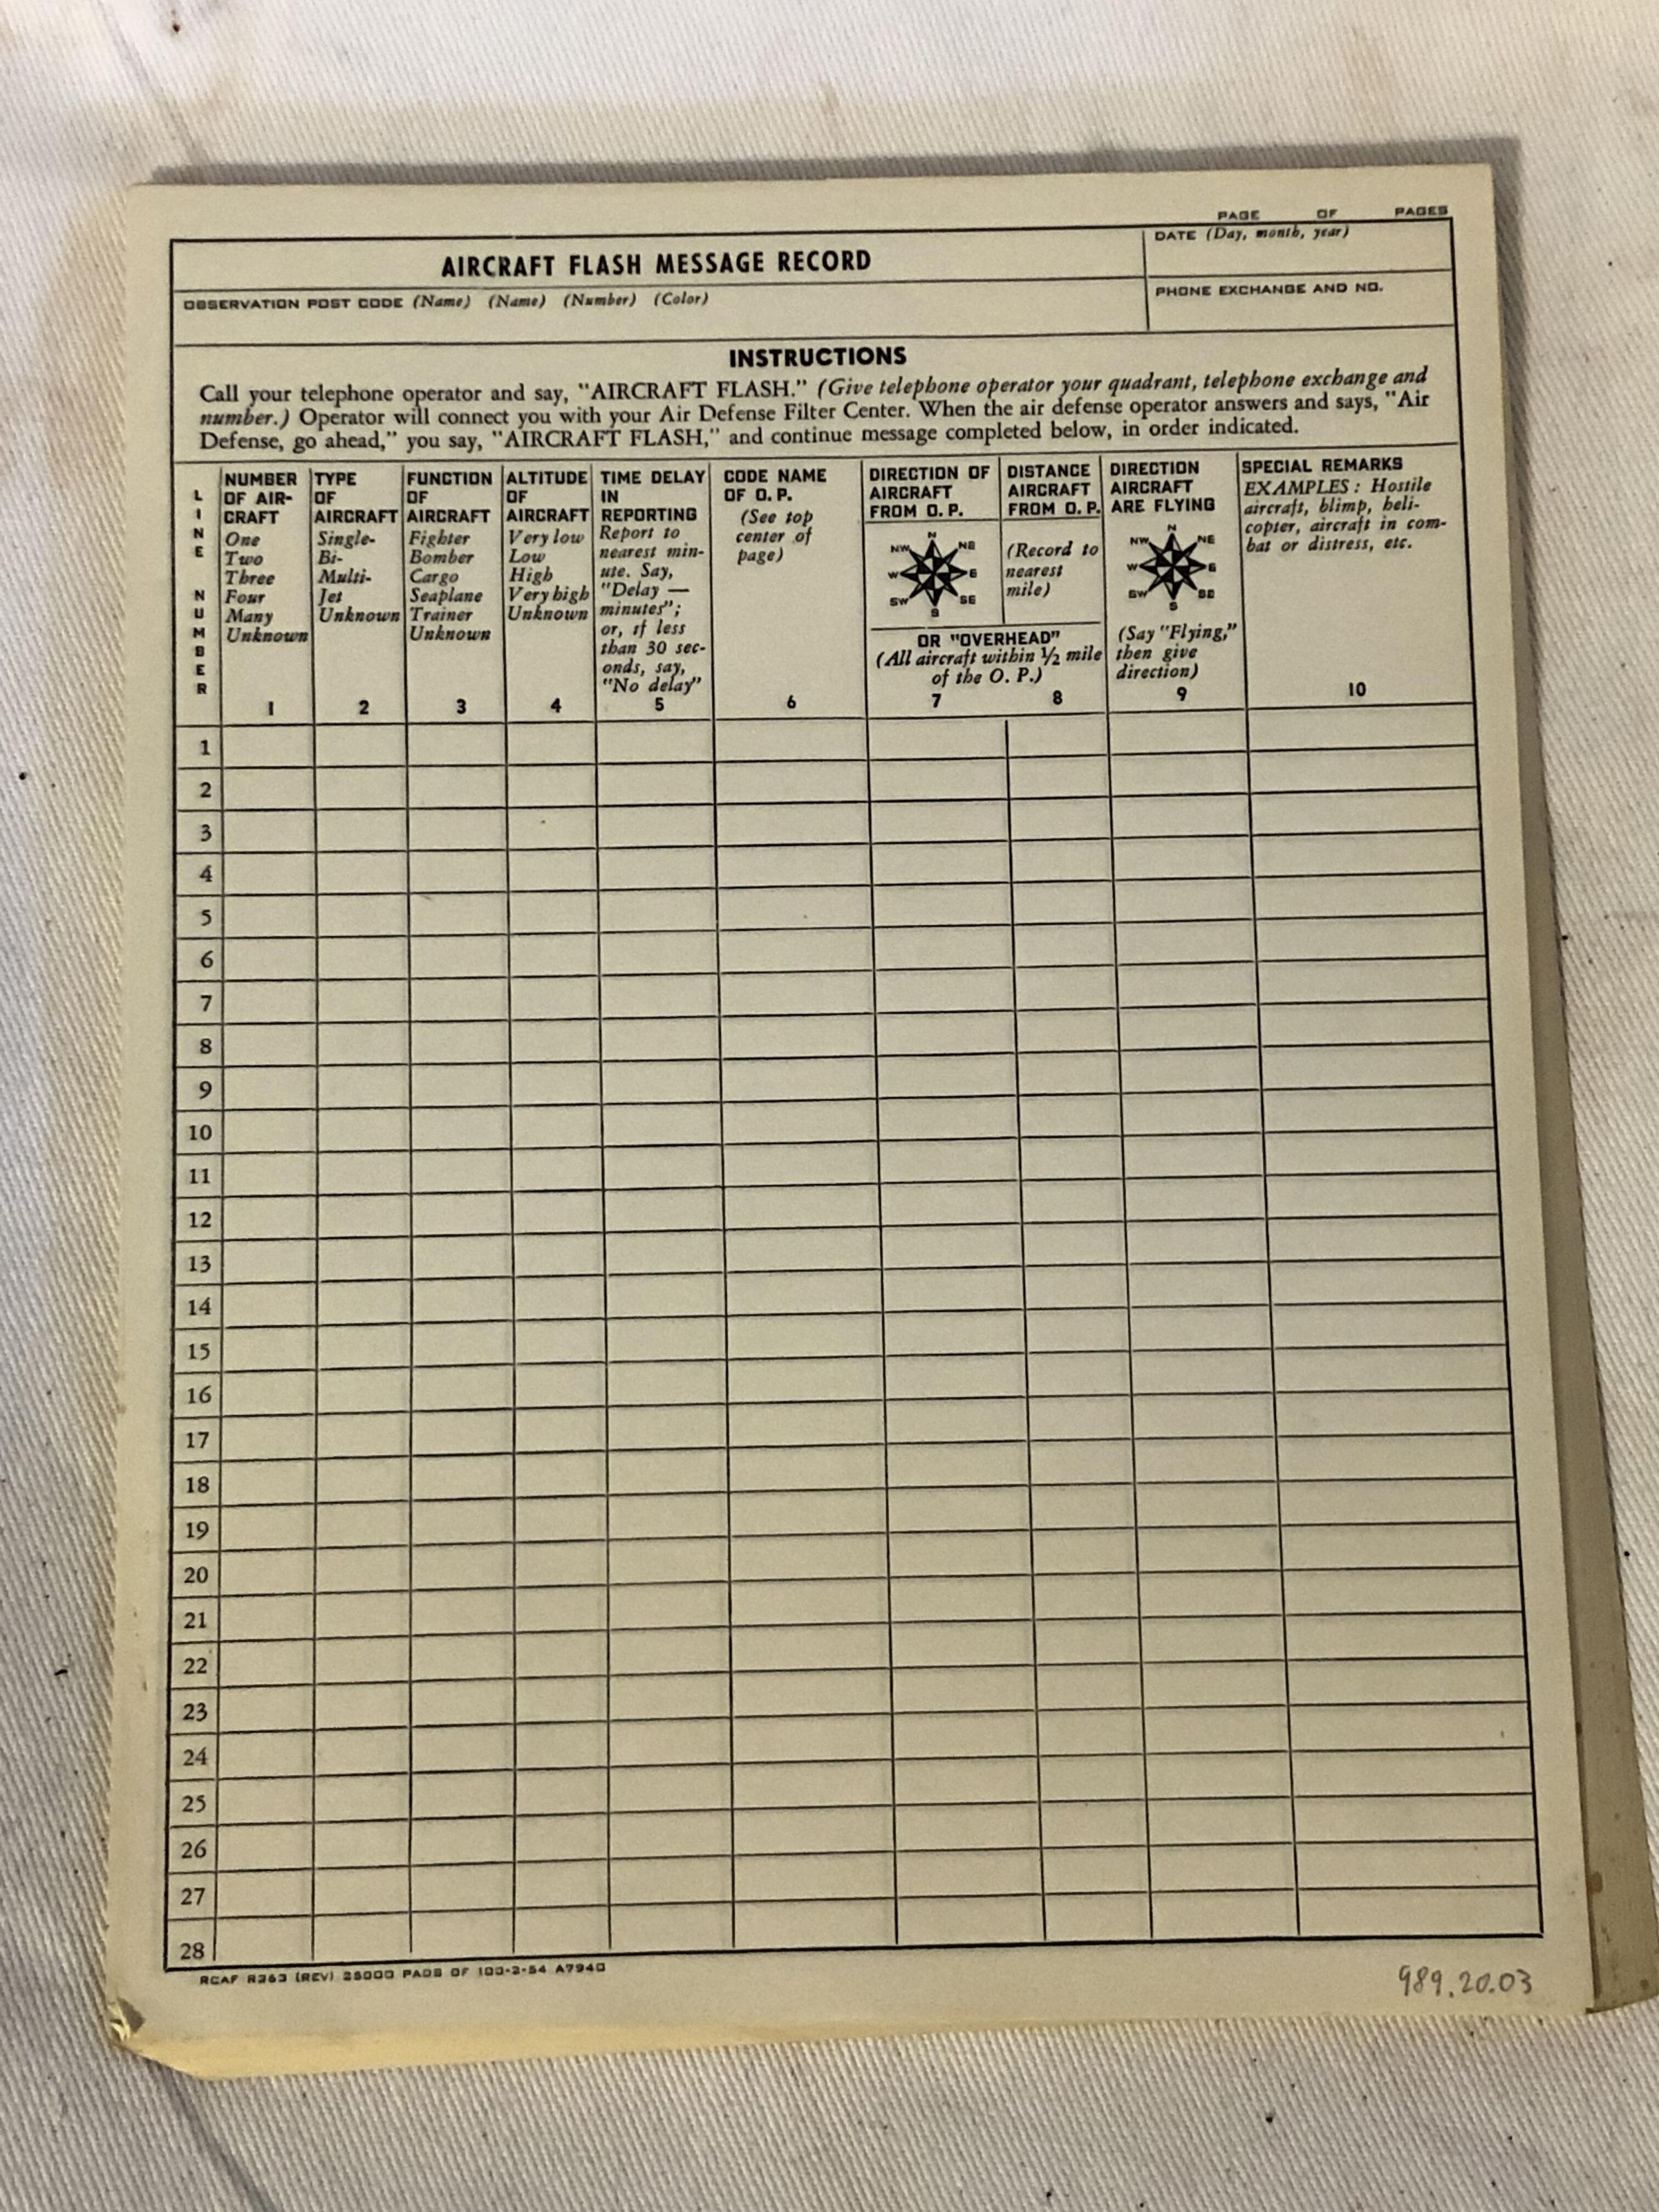 PAGE OF PAGES
AIRCRAFT FLASH MESSAGE RECORD
DATE (Day, month, year)
OBSERVATION POST CODE (Name) (Name) (Number) (Color)
PHONE EXCHANGE AND NO.
INSTRUCTIONS
Call your telephone operator and say, "AIRCRAFT FLASH." (Give telephone operator your quadrant, telephone exchange and
number.) Operator will connect you with your Air Defense Filter Center. When the air defense operator answers and says, "Air
Defense, go ahead," you say, "AIRCRAFT FLASH," and continue message completed below, in order indicated.
LINE NUMBER
NUMBER
OF AIR-
CRAFT
One
Two
Three
Four
Many
Unknown
1
TYPE
OF
AIRCRAFT
Single-
Bi-
Multi-
Jet
Unknown
2
FUNCTION
OF
AIRCRAFT
Fighter
Bomber
Cargo
Seaplane
Trainer
Unknown
3
ALTITUDE
OF
AIRCRAFT
Very low
Low
High
Very high
Unknown
4
TIME DELAY
IN
REPORTING
Report to
nearest min-
ute. Say,
"Delay —
minutes";
or, if less
than 30 sec-
onds, say,
"No delay"
5
CODE NAME
OF O. P.
(See top
center of
page)
6
DIRECTION OF
AIRCRAFT
FROM O. P.
N
NW NE
W E
SW SE
S
DISTANCE
AIRCRAFT
FROM O. P.
(Record to
nearest
mile)
OR "OVERHEAD"
(All aircraft within ½ mile
of the O. P.)
7 8
DIRECTION
AIRCRAFT
ARE FLYING
N
NW NE
W E
SW SE
S
(Say "Flying,"
then give
direction)
9
SPECIAL REMARKS
EXAMPLES: Hostile
aircraft, blimp, heli-
copter, aircraft in com-
bat or distress, etc.
10
1
2
3
4
5
6
7
8
9
10
11
12
13
14
15
16
17
18
19
20
21
22
23
24
25
26
27
28
RCAF R363 (REV) 25000 PADS OF 100-2-54 A7940
989.20.03